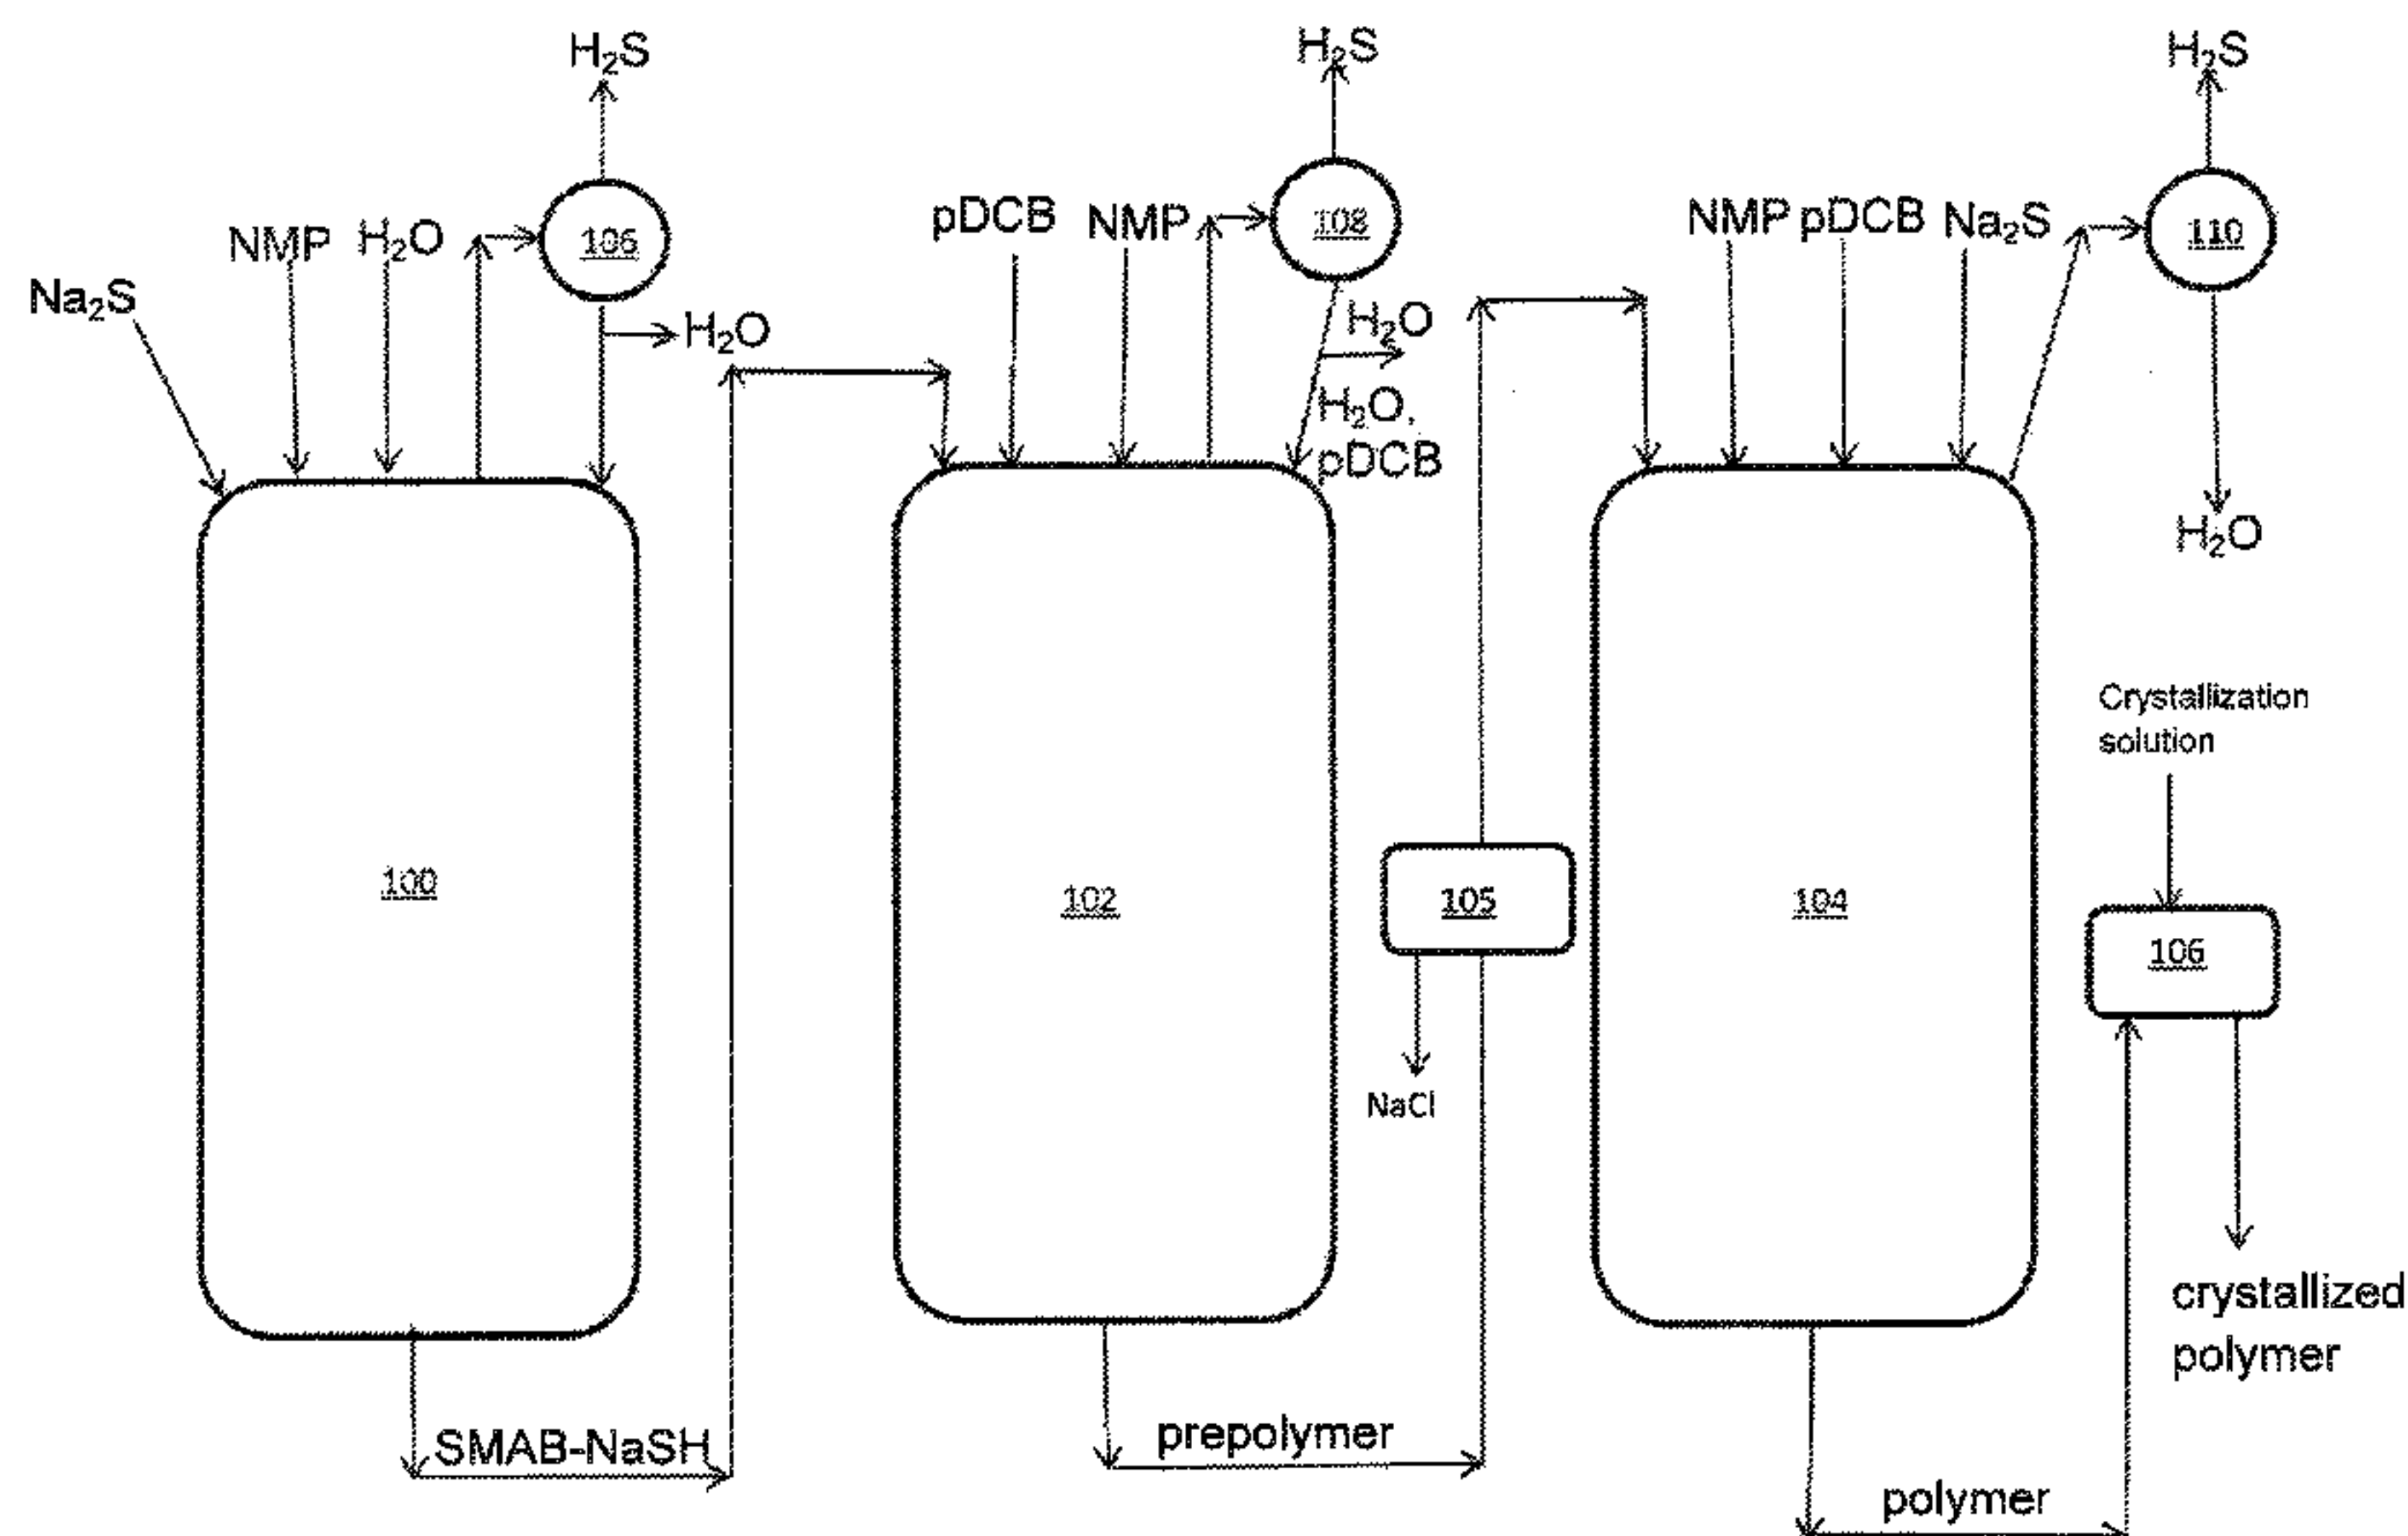 H₂S
H₂S
H₂S
NMP
H₂O
106
pDCB
NMP
108
NMP
pDCB
Na₂S
110
Na₂S
H₂O
H₂O
H₂O,
pDCB
H₂O
Crystallization
solution
100
102
105
104
106
NaCl
crystallized
polymer
SMAB-NaSH
prepolymer
polymer